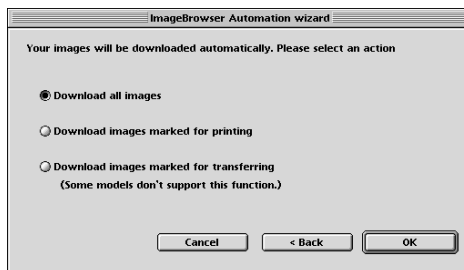 ImageBrowser Automation wizard
Your images will be downloaded automatically. Please select an action
Download all images
Download images marked for printing
Download images marked for transferring
(Some models don't support this function.)
Cancel
< Back
OK